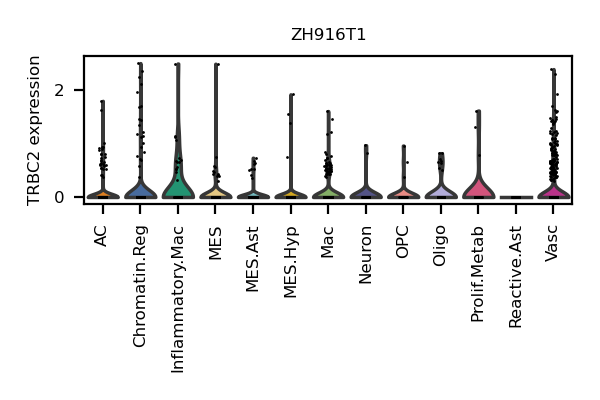 ZH916T1
TRBC2 expression
2
0
AC
Chromatin.Reg
Inflammatory.Mac
MES
MES.Ast
MES.Hyp
Mac
Neuron
OPC
Oligo
Prolif.Metab
Reactive.Ast
Vasc